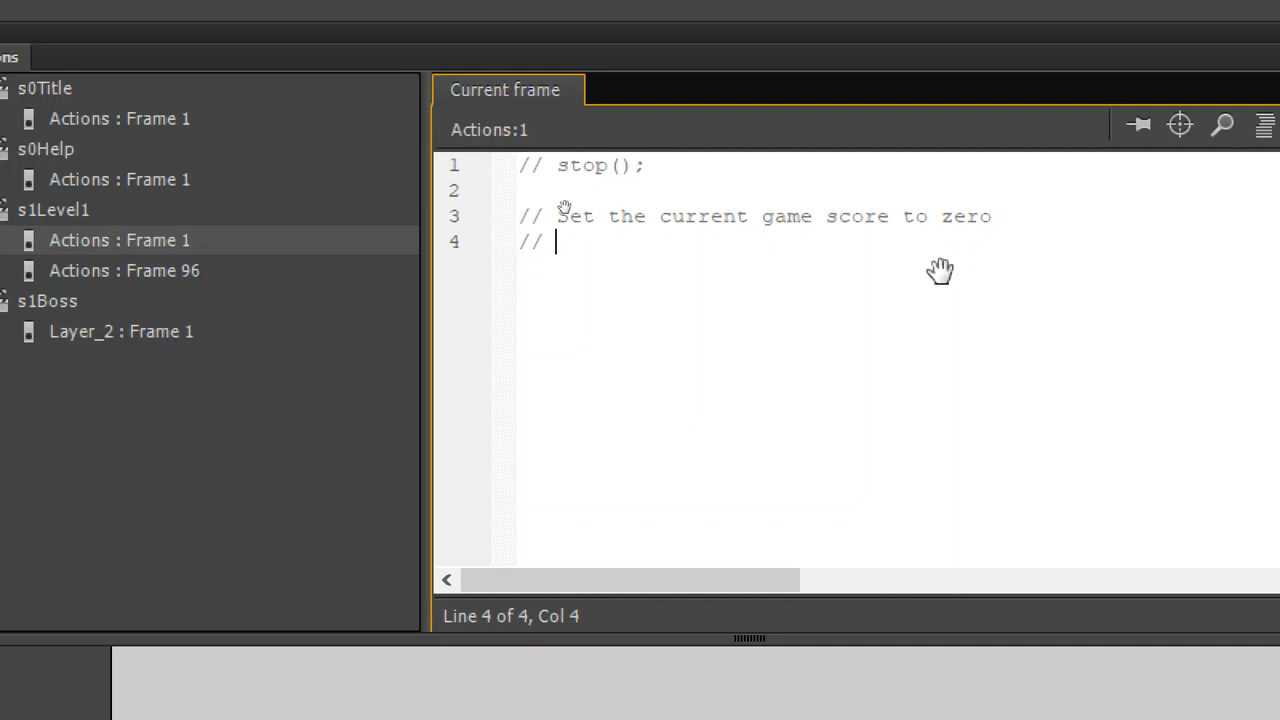 ns
s0Title
Actions : Frame 1
s0Help
Actions : Frame 1
s1Level1
Actions : Frame 1
Actions : Frame 96
s1Boss
Layer_2 : Frame 1
Current frame
Actions:1
1 // stop();
2
3 // Set the current game score to zero
4 //
Line 4 of 4, Col 4